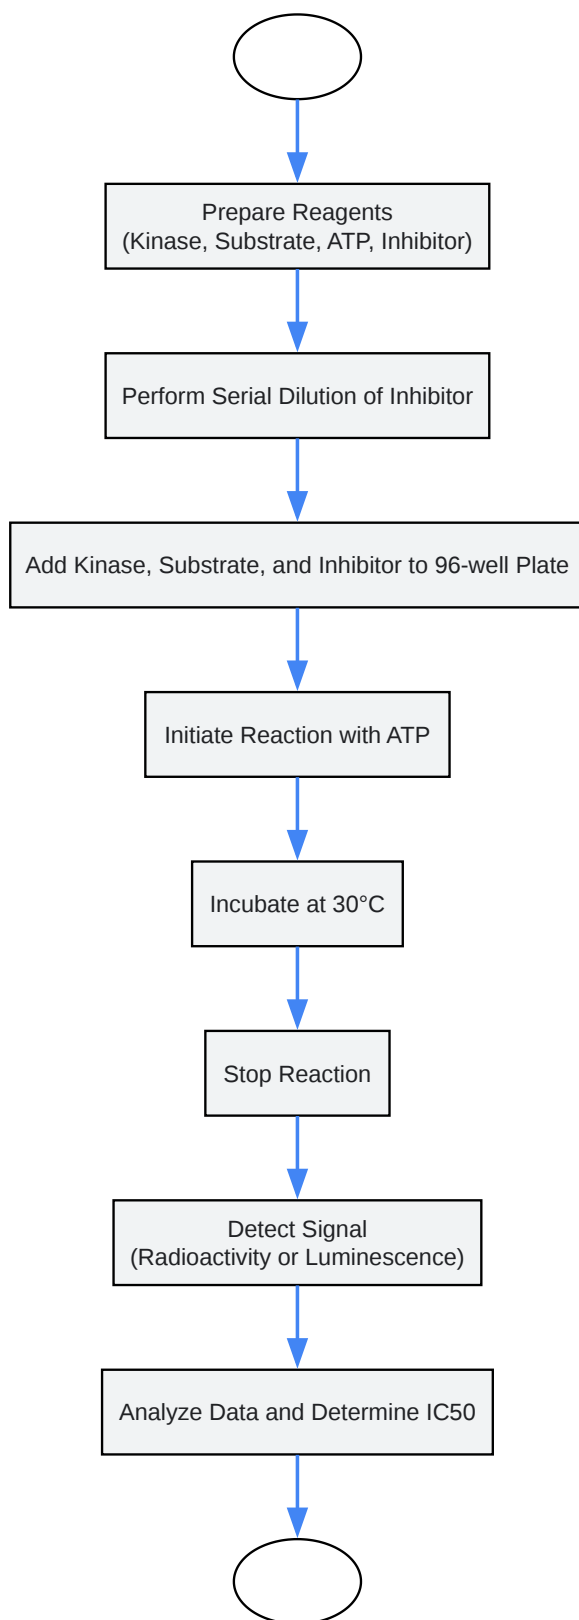 Prepare Reagents
(Kinase, Substrate, ATP, Inhibitor)
Perform Serial Dilution of Inhibitor
Add Kinase, Substrate, and Inhibitor to 96-well Plate
Initiate Reaction with ATP
Incubate at 30°C
Stop Reaction
Detect Signal
(Radioactivity or Luminescence)
Analyze Data and Determine IC50